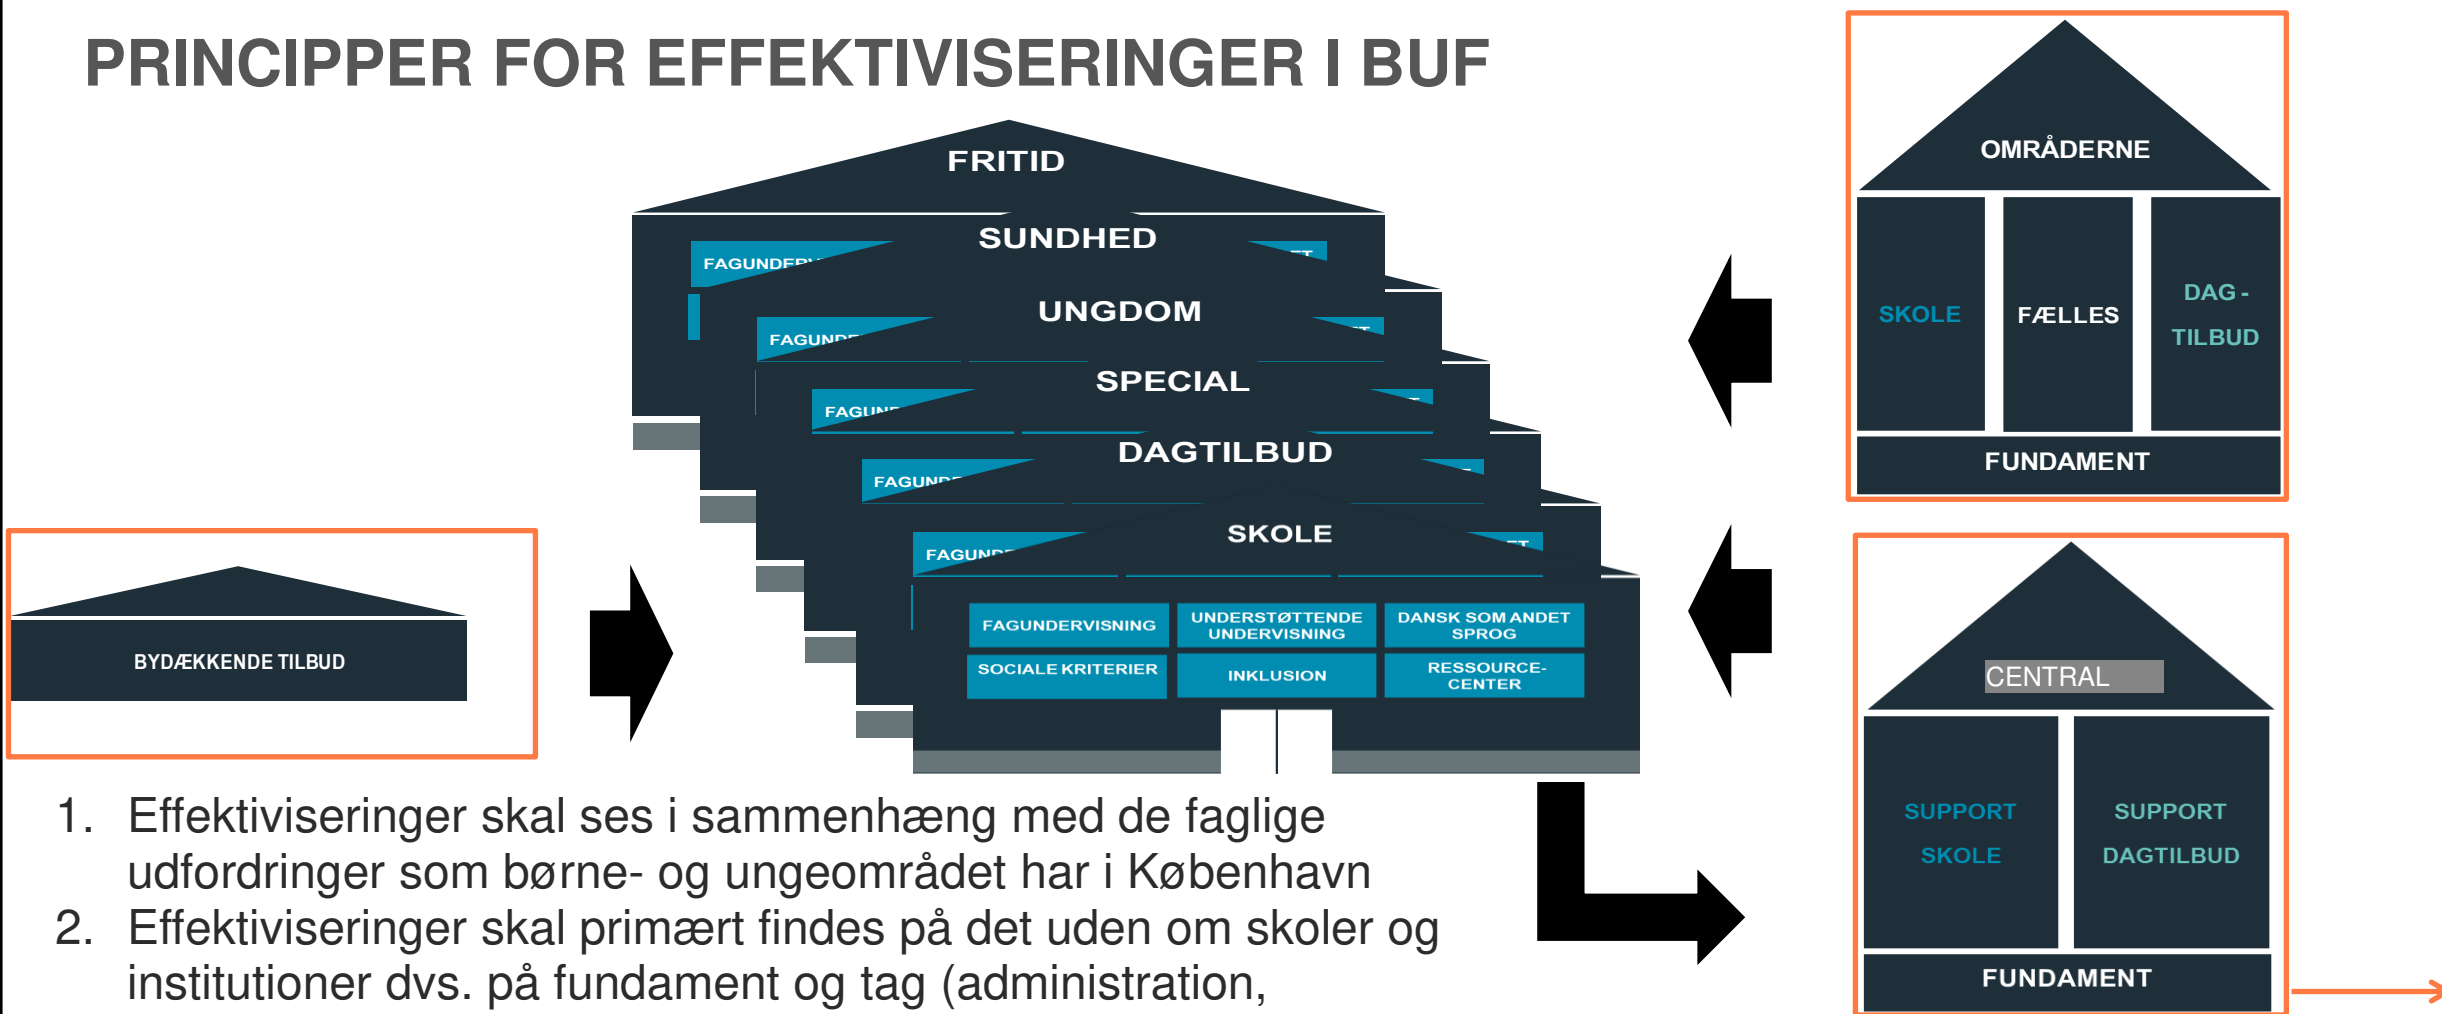 PRINCIPPER FOR EFFEKTIVISERINGER I BUF
FRITID
SUNDHED
UNGDOM
SPECIAL
DAGTILBUD
SKOLE
FAGUNDERVISNING
UNDERSTØTTENDE
UNDERVISNING
DANSK SOM ANDET
SPROG
SOCIALE KRITERIER
INKLUSION
RESSOURCE-
CENTER
BYDÆKKENDE TILBUD
OMRÅDERNE
SKOLE
FÆLLES
DAG -
TILBUD
FUNDAMENT
CENTRAL
SUPPORT
SKOLE
SUPPORT
DAGTILBUD
FUNDAMENT
1. Effektiviseringer skal ses i sammenhæng med de faglige
udfordringer som børne- og ungeområdet har i København
2. Effektiviseringer skal primært findes på det uden om skoler og
institutioner dvs. på fundament og tag (administration,